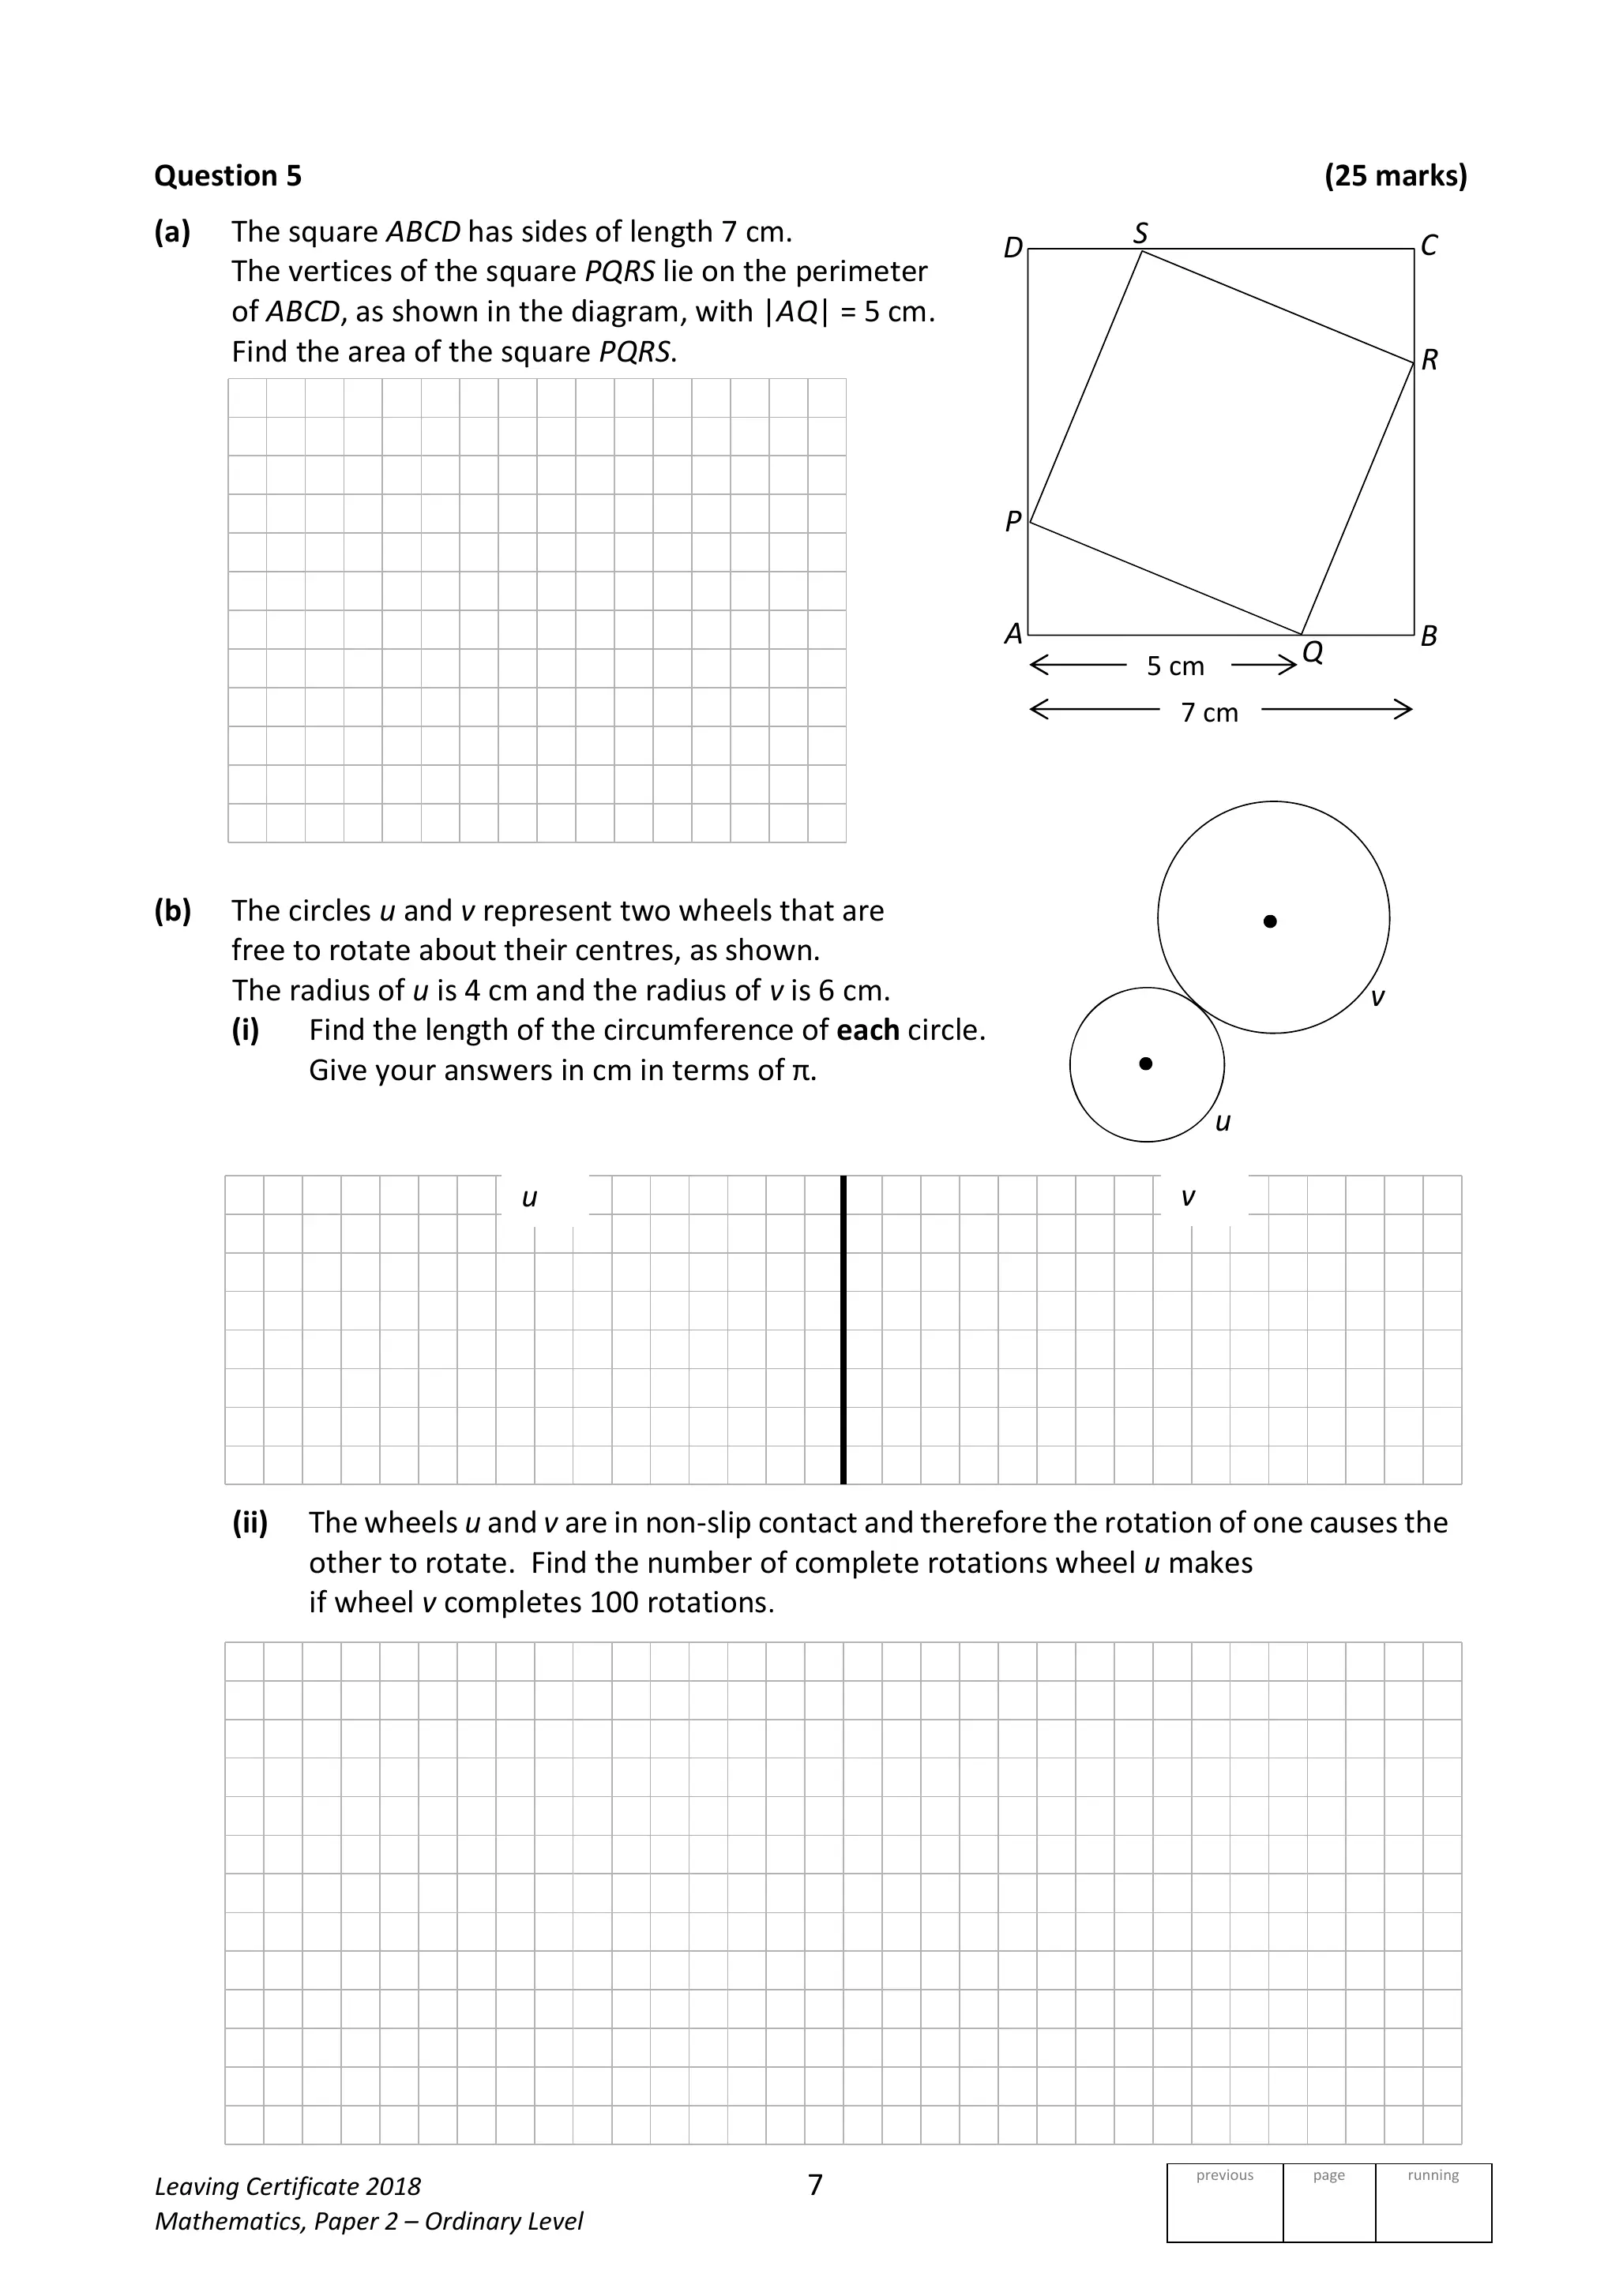 Question 5 (25 marks)
(a) The square ABCD has sides of length 7 cm.
The vertices of the square PQRS lie on the perimeter
of ABCD, as shown in the diagram, with |AQ| = 5 cm.
Find the area of the square PQRS.
D S C
R
P
A Q B
5 cm
7 cm
(b) The circles u and v represent two wheels that are
free to rotate about their centres, as shown.
The radius of u is 4 cm and the radius of v is 6 cm.
(i) Find the length of the circumference of each circle.
Give your answers in cm in terms of π.
v
u
u v
(ii) The wheels u and v are in non-slip contact and therefore the rotation of one causes the
other to rotate. Find the number of complete rotations wheel u makes
if wheel v completes 100 rotations.
Leaving Certificate 2018 7 previous page running
Mathematics, Paper 2 – Ordinary Level